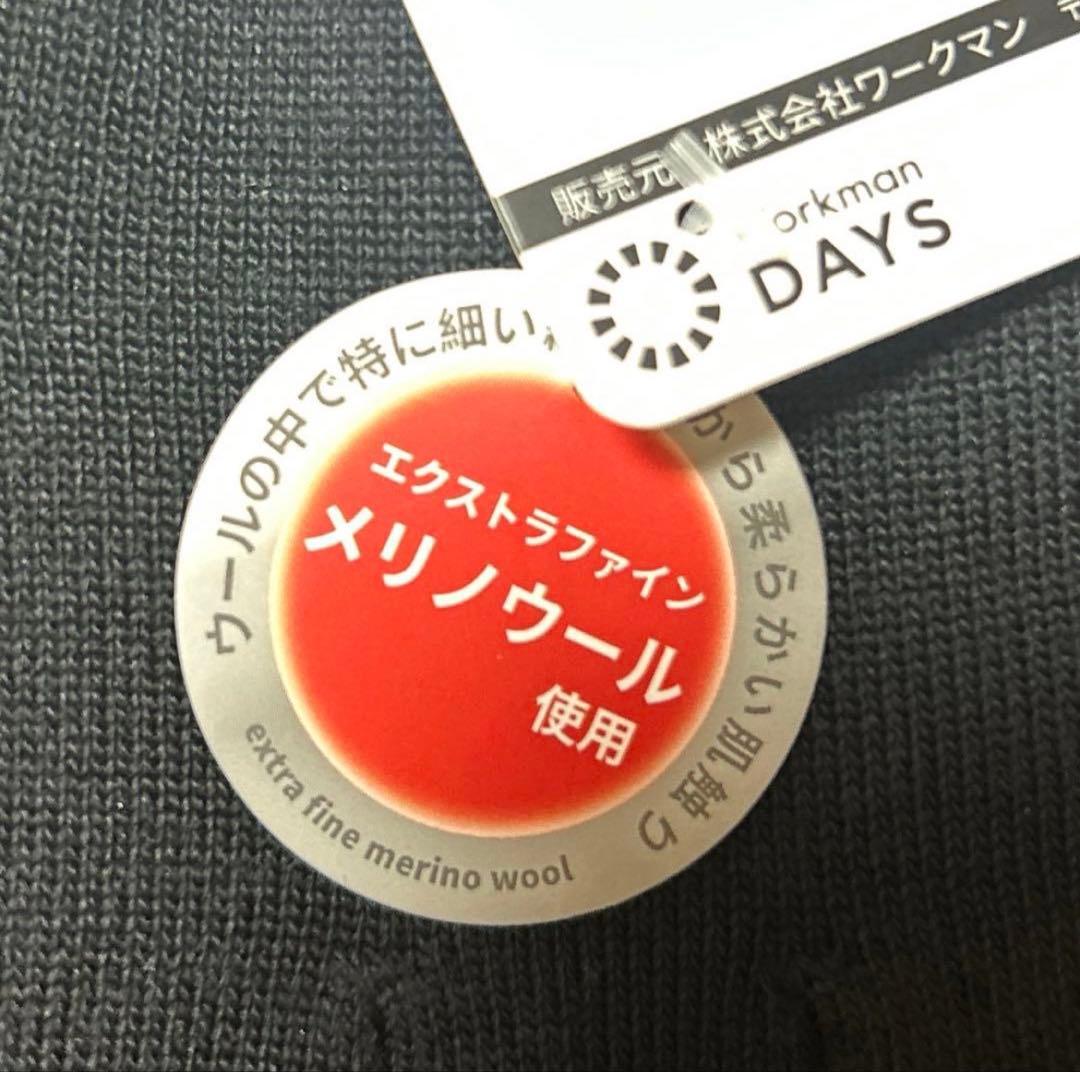 販売元 株式会社ワークマン
orkman
DAYS
ウールの中で特に細い
から柔らかい肌触り
エクストラファイン
メリノウール
使用
extra fine merino wool